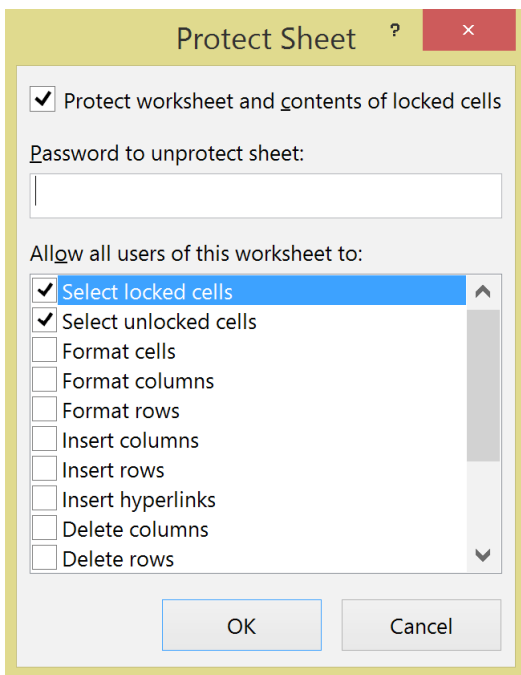 Protect Sheet ? ×
Protect worksheet and contents of locked cells
Password to unprotect sheet:
Allow all users of this worksheet to:
Select locked cells
Select unlocked cells
Format cells
Format columns
Format rows
Insert columns
Insert rows
Insert hyperlinks
Delete columns
Delete rows
OK Cancel